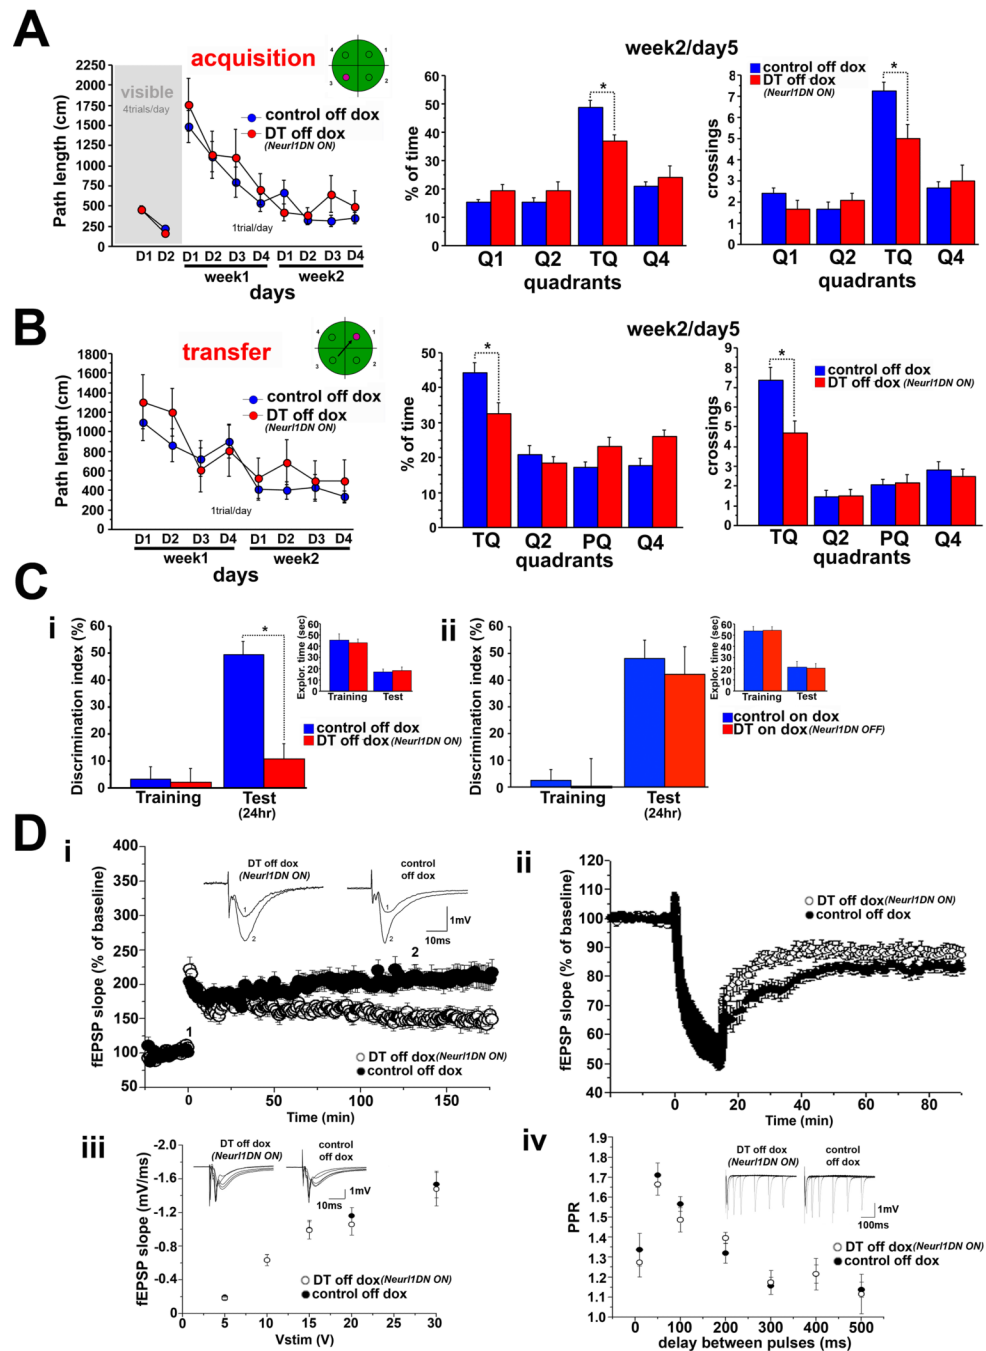 A
acquisition
4 1
3 2
visible
4trials/day
control off dox
DT off dox
(Neurl1DN ON)
1trial/day
Path length (cm)
2250
2000
1750
1500
1250
1000
750
500
250
0
D1 D2 D1 D2 D3 D4 D1 D2 D3 D4
week1 week2
days
week2/day5
% of time
60
50
40
30
20
10
0
*
Q1 Q2 TQ Q4
quadrants
control off dox
DT off dox
(Neurl1DN ON)
crossings
8
7
6
5
4
3
2
1
0
*
Q1 Q2 TQ Q4
quadrants
B
transfer
4 1
3 2
control off dox
DT off dox
(Neurl1DN ON)
1trial/day
Path length (cm)
1800
1600
1400
1200
1000
800
600
400
200
0
D1 D2 D3 D4 D1 D2 D3 D4
week1 week2
days
week2/day5
% of time
50
40
30
20
10
0
*
TQ Q2 PQ Q4
quadrants
control off dox
DT off dox (Neurl1DN ON)
crossings
9
8
7
6
5
4
3
2
1
0
*
TQ Q2 PQ Q4
quadrants
C
i
Discrimination index (%)
60
50
40
30
20
10
0
*
Training Test
(24hr)
Explor. time (sec)
60
50
40
30
20
10
0
Training Test
control off dox
DT off dox (Neurl1DN ON)
ii
Discrimination index (%)
60
50
40
30
20
10
0
Training Test
(24hr)
Explor. time (sec)
60
50
40
30
20
10
0
Training Test
control on dox
DT on dox (Neurl1DN OFF)
D
i
fEPSP slope (% of baseline)
400
350
300
250
200
150
100
50
DT off dox
(Neurl1DN ON)
control
off dox
1
2
1
2
1mV
10ms
1
2
DT off dox (Neurl1DN ON)
control off dox
0 50 100 150
Time (min)
ii
fEPSP slope (% of baseline)
120
110
100
90
80
70
60
50
40
DT off dox (Neurl1DN ON)
control off dox
0 20 40 60 80
Time (min)
iii
fEPSP slope (mV/ms)
-2.0
-1.6
-1.2
-0.8
-0.4
0
DT off dox
(Neurl1DN ON)
control
off dox
1mV
10ms
DT off dox (Neurl1DN ON)
control off dox
5 10 15 20 25 30
Vstim (V)
iv
PPR
1.9
1.8
1.7
1.6
1.5
1.4
1.3
1.2
1.1
1.0
DT off dox
(Neurl1DN ON)
control
off dox
1mV
100ms
DT off dox (Neurl1DN ON)
control off dox
0 100 200 300 400 500
delay between pulses (ms)